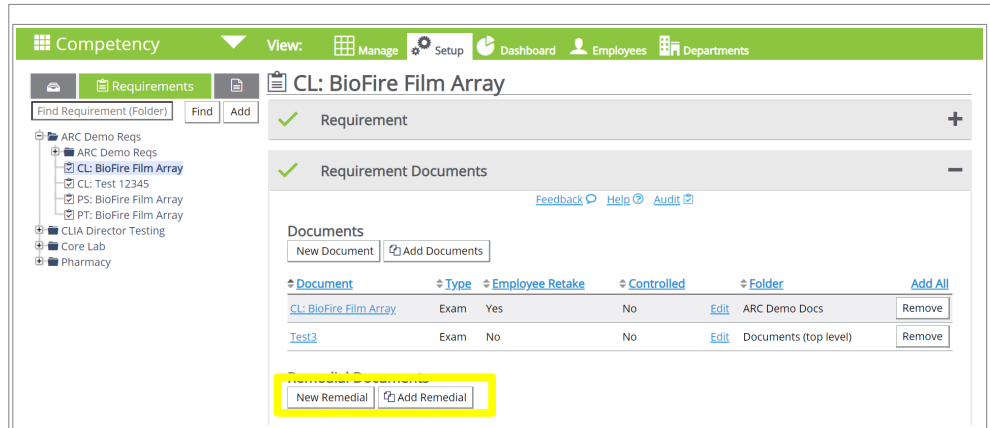 Competency View: Manage Setup Dashboard Employees Departments
Requirements
CL: BioFire Film Array
Find Requirement (Folder) Find Add
ARC Demo Reqs
ARC Demo Reqs
CL: BioFire Film Array
CL: Test 12345
PS: BioFire Film Array
PT: BioFire Film Array
CLIA Director Testing
Core Lab
Pharmacy
Requirement
Requirement Documents
Feedback Help Audit
Documents
New Document Add Documents
Document Type Employee Retake Controlled Folder Add All
CL: BioFire Film Array Exam Yes No Edit ARC Demo Docs Remove
Test3 Exam No No Edit Documents (top level) Remove
Remedial Documents
New Remedial Add Remedial